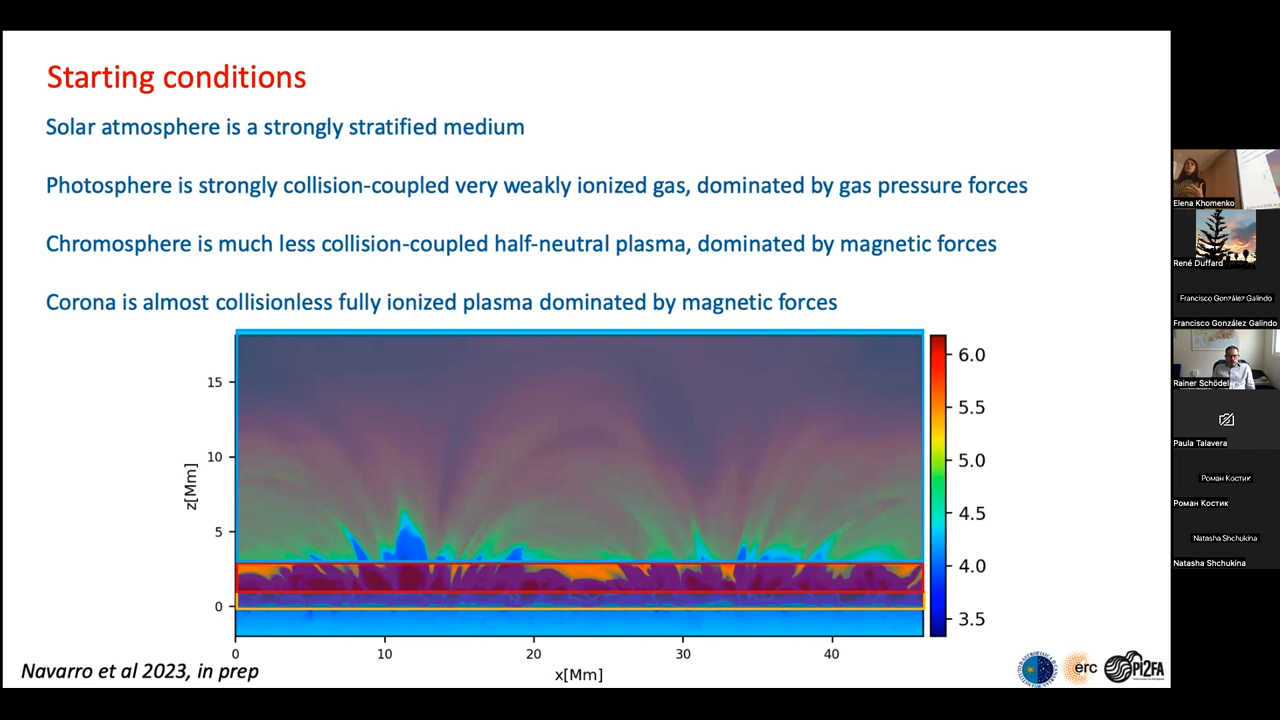 Starting conditions
Solar atmosphere is a strongly stratified medium
Photosphere is strongly collision-coupled very weakly ionized gas, dominated by gas pressure forces
Chromosphere is much less collision-coupled half-neutral plasma, dominated by magnetic forces
Corona is almost collisionless fully ionized plasma dominated by magnetic forces
z[Mm]
15
10
5
0
0
10
20
30
40
x[Mm]
6.0
5.5
5.0
4.5
4.0
3.5
Navarro et al 2023, in prep
erc
PI2FA
Elena Khomenko
René Duffard
Francisco González Galindo
Francisco González Galindo
Rainer Schödel
Paula Talavera
Роман Костик
Роман Костик
Natasha Shchukina
Natasha Shchukina